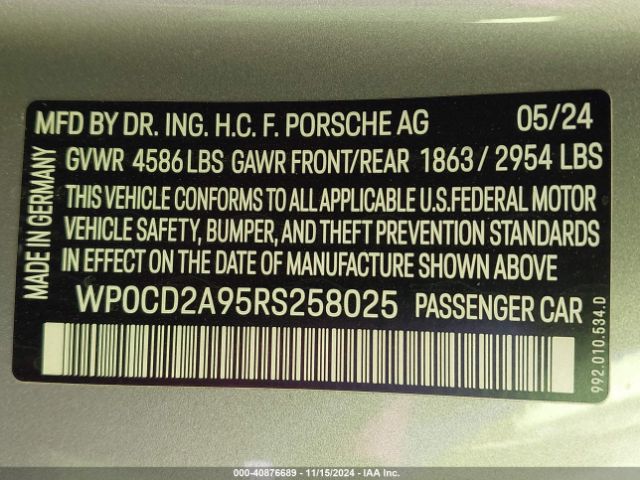 MFD BY DR. ING. H.C. F. PORSCHE AG 05/24
GVWR 4586 LBS GAWR FRONT/REAR 1863 / 2954 LBS
THIS VEHICLE CONFORMS TO ALL APPLICABLE U.S. FEDERAL MOTOR
VEHICLE SAFETY, BUMPER, AND THEFT PREVENTION STANDARDS
IN EFFECT ON THE DATE OF MANUFACTURE SHOWN ABOVE.
WP0CD2A95RS258025 PASSENGER CAR
MADE IN GERMANY
992.010.534.D
(40876689 - 11/15/2024 - IAA Inc.